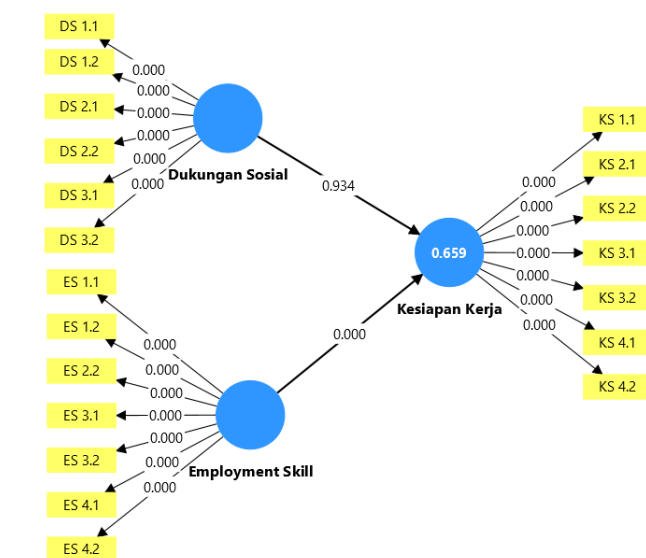 DS 1.1
DS 1.2
DS 2.1
DS 2.2
DS 3.1
DS 3.2
0.000
0.000
0.000
0.000
0.000
0.000
Dukungan Sosial
0.934
ES 1.1
ES 1.2
ES 2.2
ES 3.1
ES 3.2
ES 4.1
ES 4.2
0.000
0.000
0.000
0.000
0.000
0.000
0.000
Employment Skill
0.000
0.659
Kesiapan Kerja
0.000
0.000
0.000
0.000
0.000
0.000
0.000
KS 1.1
KS 2.1
KS 2.2
KS 3.1
KS 3.2
KS 4.1
KS 4.2